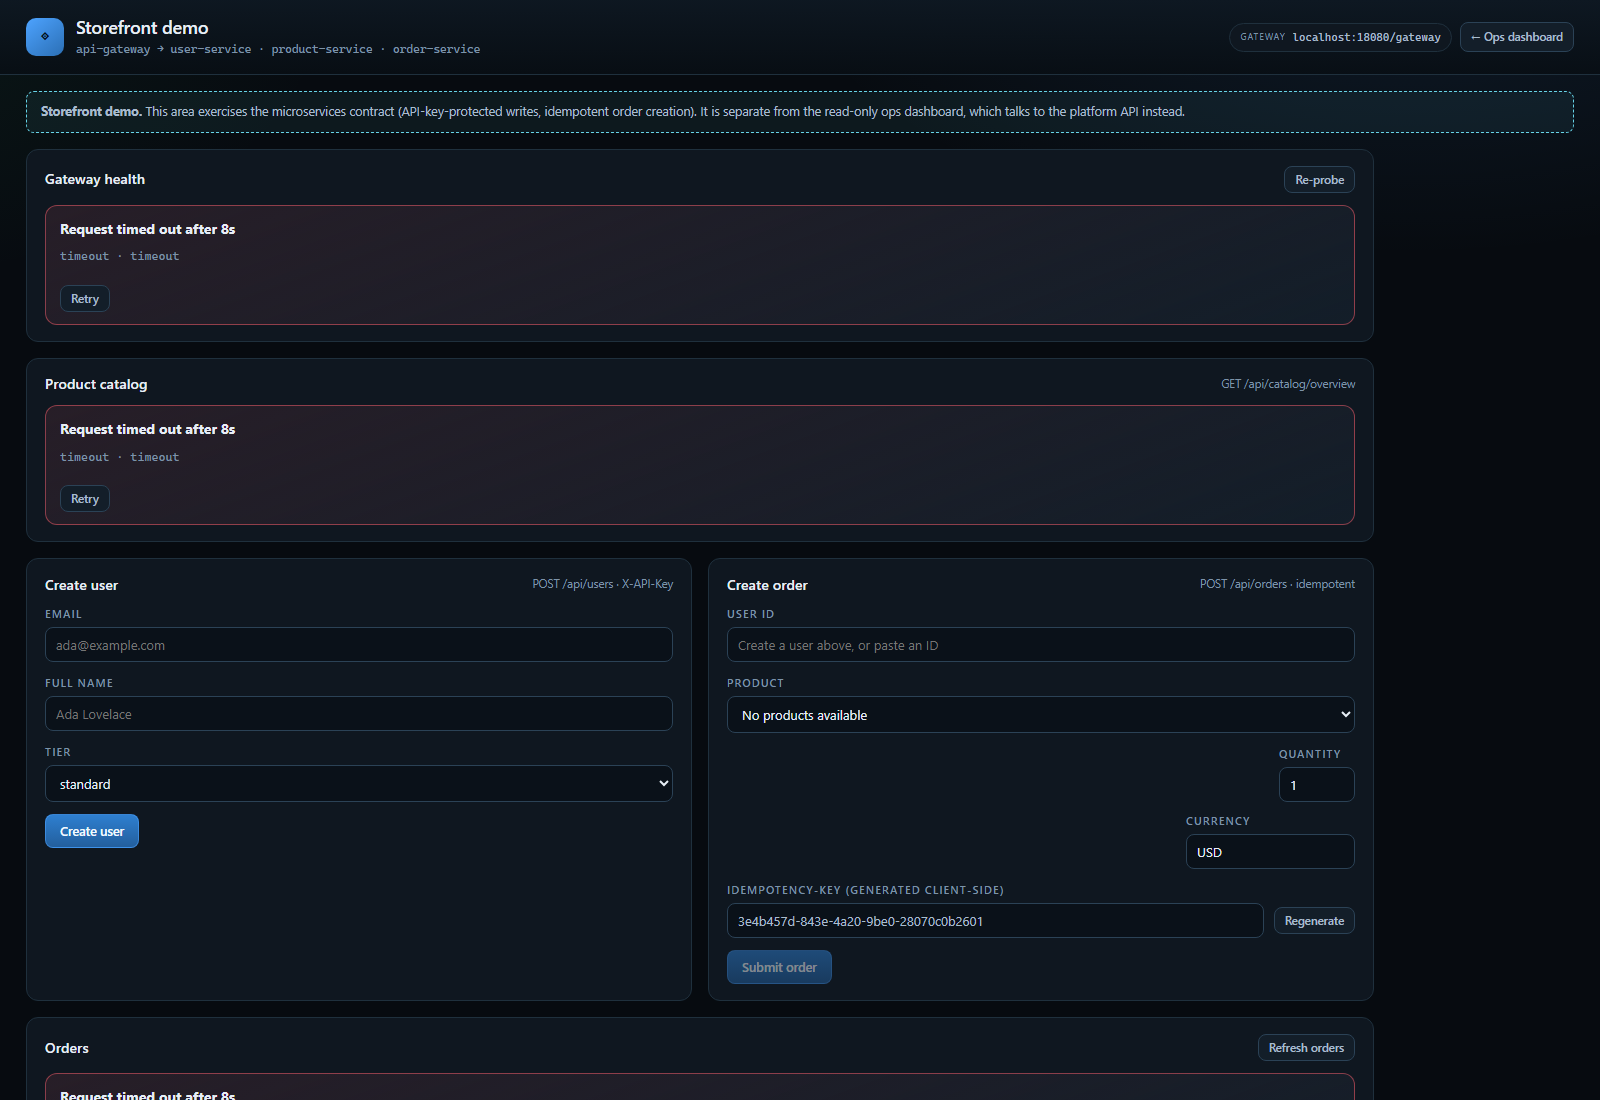 Storefront demo
api-gateway → user-service · product-service · order-service
GATEWAY localhost:18080/gateway
← Ops dashboard
Storefront demo. This area exercises the microservices contract (API-key-protected writes, idempotent order creation). It is separate from the read-only ops dashboard, which talks to the platform API instead.
Gateway health
Re-probe
Request timed out after 8s
timeout · timeout
Retry
Product catalog
GET /api/catalog/overview
Request timed out after 8s
timeout · timeout
Retry
Create user
POST /api/users · X-API-Key
EMAIL
ada@example.com
FULL NAME
Ada Lovelace
TIER
standard
Create user
Create order
POST /api/orders · idempotent
USER ID
Create a user above, or paste an ID
PRODUCT
No products available
QUANTITY
1
CURRENCY
USD
IDEMPOTENCY-KEY (GENERATED CLIENT-SIDE)
3e4b457d-843e-4a20-9be0-28070c0b2601
Regenerate
Submit order
Orders
Refresh orders
Request timed out after 8s